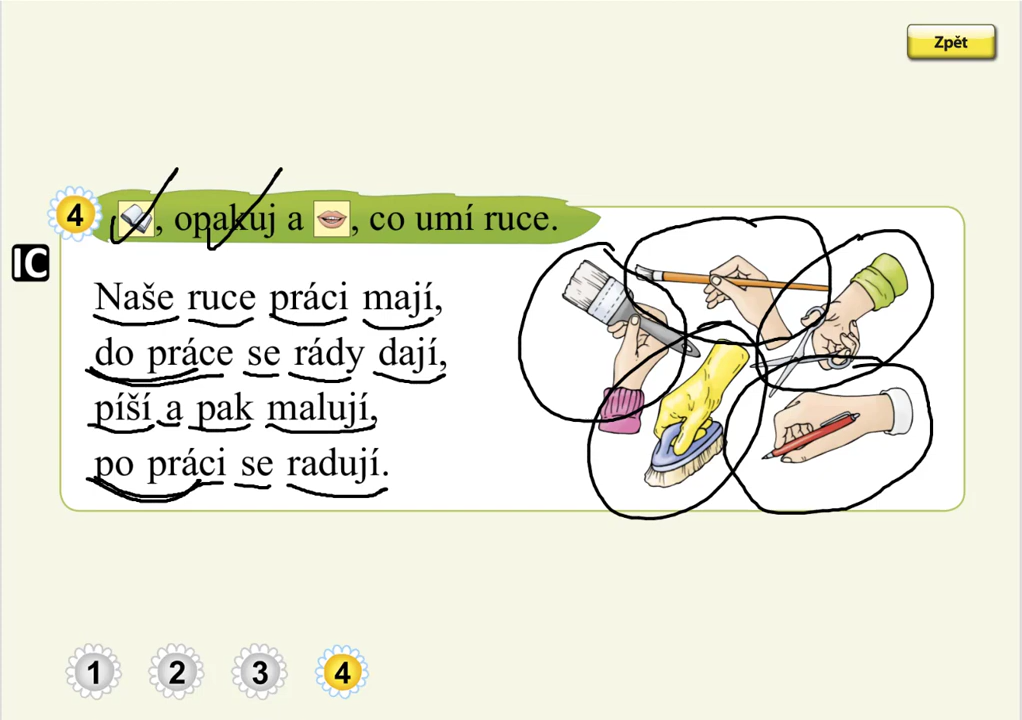 Zpět
4 , opakuj a , co umí ruce.
IC
Naše ruce práci mají,
do práce se rády dají,
píší a pak malují,
po práci se radují.
1 2 3 4